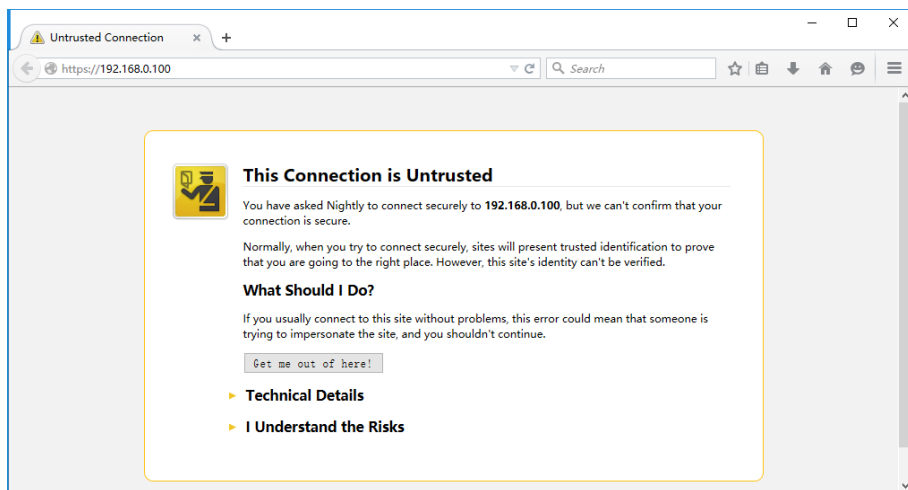 Untrusted Connection
https://192.168.0.100
Search
This Connection is Untrusted
You have asked Nightly to connect securely to 192.168.0.100, but we can't confirm that your
connection is secure.
Normally, when you try to connect securely, sites will present trusted identification to prove
that you are going to the right place. However, this site's identity can't be verified.
What Should I Do?
If you usually connect to this site without problems, this error could mean that someone is
trying to impersonate the site, and you shouldn't continue.
Get me out of here!
Technical Details
I Understand the Risks